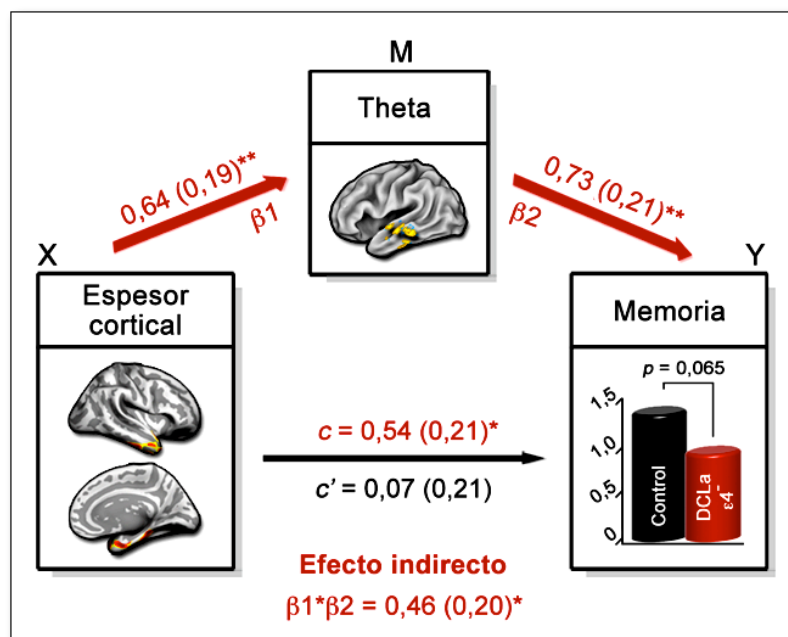 M
Theta
0,64 (0,19)**
β1
0,73 (0,21)**
β2
X
Espesor
cortical
Y
Memoria
p = 0,065
1,5
1,0
0,5
0
Control
DCLa
ε4-
c = 0,54 (0,21)*
c’ = 0,07 (0,21)
Efecto indirecto
β1*β2 = 0,46 (0,20)*